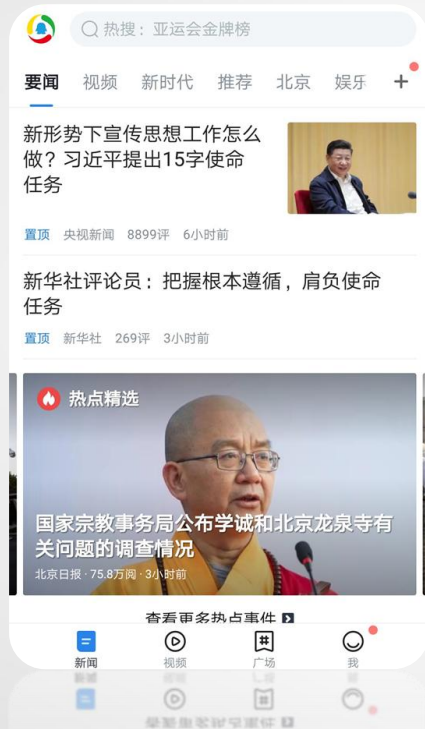 热搜：亚运会金牌榜
要闻 视频 新时代 推荐 北京 娱乐 +
新形势下宣传思想工作怎么
做？习近平提出15字使命
任务
置顶 央视新闻 8899评 6小时前
新华社评论员：把握根本遵循，肩负使命
任务
置顶 新华社 269评 3小时前
热点精选
国家宗教事务局公布学诚和北京龙泉寺有
关问题的调查情况
北京日报 · 75.8万阅 · 3小时前
查看更多热点事件
新闻 视频 广场 我